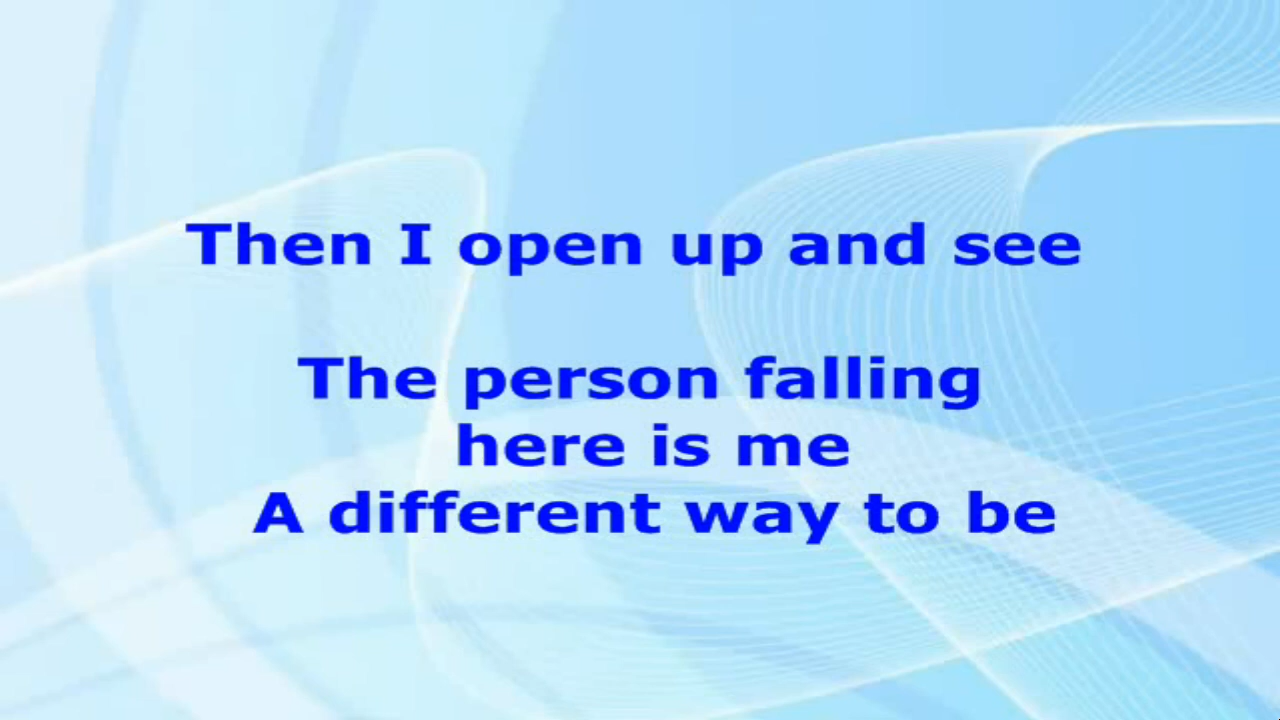 Then I open up and see
The person falling
here is me
A different way to be